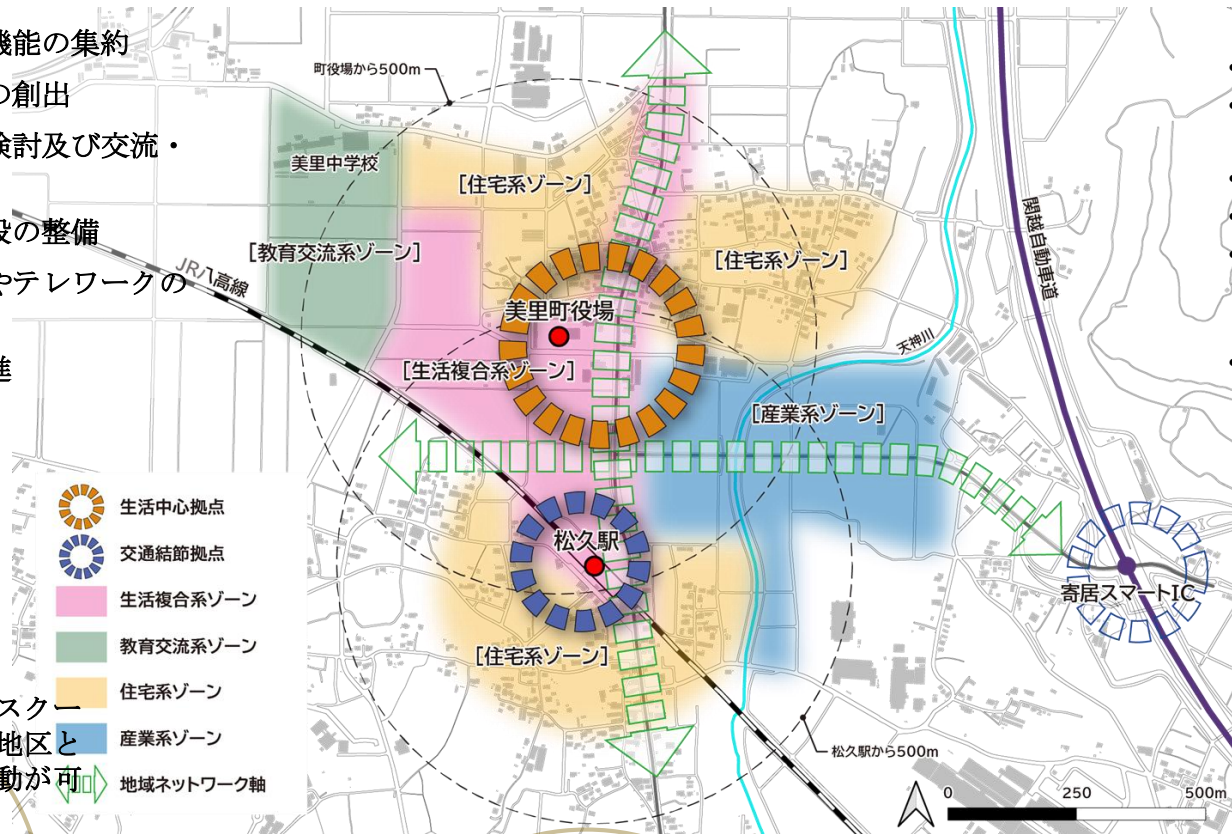 機能の集約
の創出
検討及び交流・
設の整備
やテレワークの
進
町役場から500m
美里中学校
[住宅系ゾーン]
[教育交流系ゾーン]
JR八高線
[住宅系ゾーン]
関越自動車道
美里町役場
天神川
[生活複合系ゾーン]
[産業系ゾーン]
松久駅
寄居スマートIC
[住宅系ゾーン]
松久駅から500m
生活中心拠点
交通結節拠点
生活複合系ゾーン
教育交流系ゾーン
住宅系ゾーン
産業系ゾーン
地域ネットワーク軸
スクー
地区と
動が可
0 250 500m